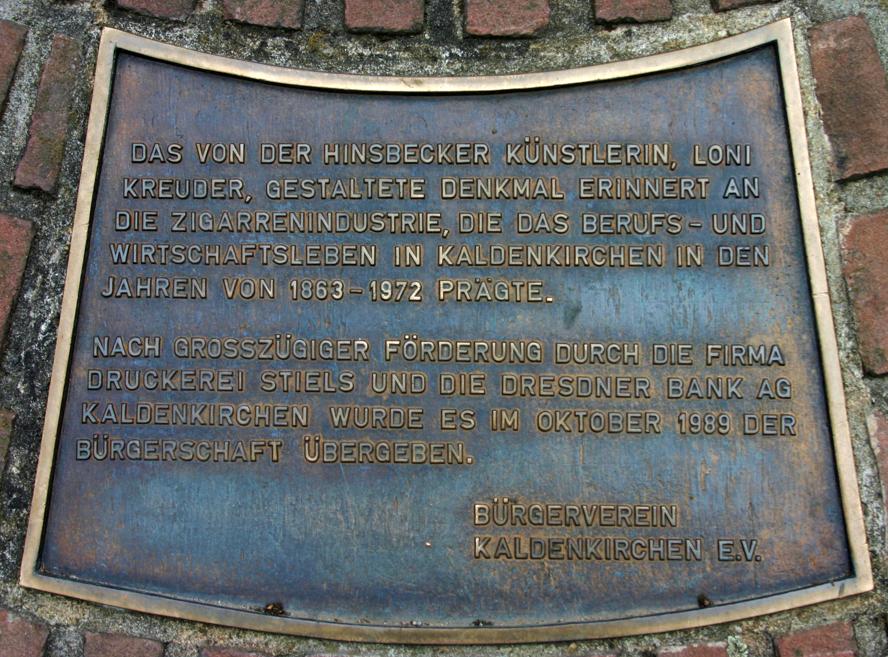 DAS VON DER HINSBECKER KÜNSTLERIN, LONI
KREUDER, GESTALTETE DENKMAL ERINNERT AN
DIE ZIGARRENINDUSTRIE, DIE DAS BERUFS-UND
WIRTSCHAFTSLEBEN IN KALDENKIRCHEN IN DEN
JAHREN VON 1863-1972 PRÄGTE.
NACH GROSSZÜGIGER FÖRDERUNG DURCH DIE FIRMA
DRUCKEREI STIELS UND DIE DRESDNER BANK AG
KALDENKIRCHEN WURDE ES IM OKTOBER 1989 DER
BÜRGERSCHAFT ÜBERGEBEN.
BÜRGERVEREIN
KALDENKIRCHEN E.V.